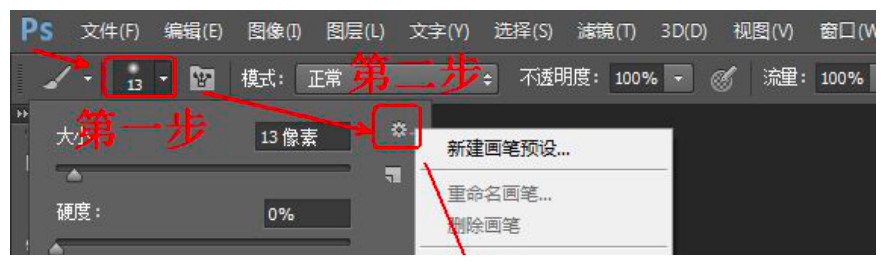 Ps 文件(F) 编辑(E) 图像(I) 图层(L) 文字(Y) 选择(S) 滤镜(T) 3D(D) 视图(V) 窗口(W
13 模式: 正常 第二步 不透明度: 100% 流量: 100%
第一步
大小 13 像素
新建画笔预设...
重命名画笔...
硬度: 0%
删除画笔